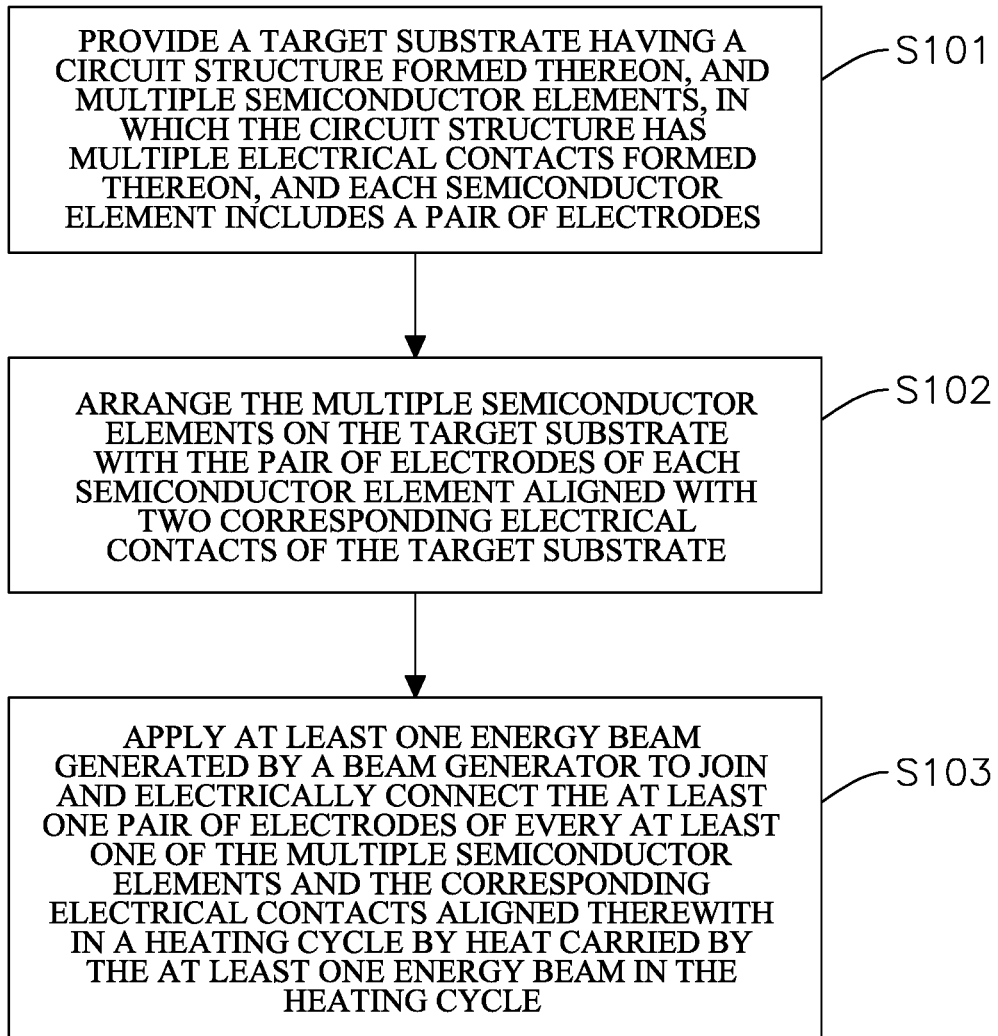 PROVIDE A TARGET SUBSTRATE HAVING A
CIRCUIT STRUCTURE FORMED THEREON, AND
MULTIPLE SEMICONDUCTOR ELEMENTS, IN
WHICH THE CIRCUIT STRUCTURE HAS
MULTIPLE ELECTRICAL CONTACTS FORMED
THEREON, AND EACH SEMICONDUCTOR
ELEMENT INCLUDES A PAIR OF ELECTRODES
S101
ARRANGE THE MULTIPLE SEMICONDUCTOR
ELEMENTS ON THE TARGET SUBSTRATE
WITH THE PAIR OF ELECTRODES OF EACH
SEMICONDUCTOR ELEMENT ALIGNED WITH
TWO CORRESPONDING ELECTRICAL
CONTACTS OF THE TARGET SUBSTRATE
S102
APPLY AT LEAST ONE ENERGY BEAM
GENERATED BY A BEAM GENERATOR TO JOIN
AND ELECTRICALLY CONNECT THE AT LEAST
ONE PAIR OF ELECTRODES OF EVERY AT LEAST
ONE OF THE MULTIPLE SEMICONDUCTOR
ELEMENTS AND THE CORRESPONDING
ELECTRICAL CONTACTS ALIGNED THEREWITH
IN A HEATING CYCLE BY HEAT CARRIED BY
THE AT LEAST ONE ENERGY BEAM IN THE
HEATING CYCLE
S103